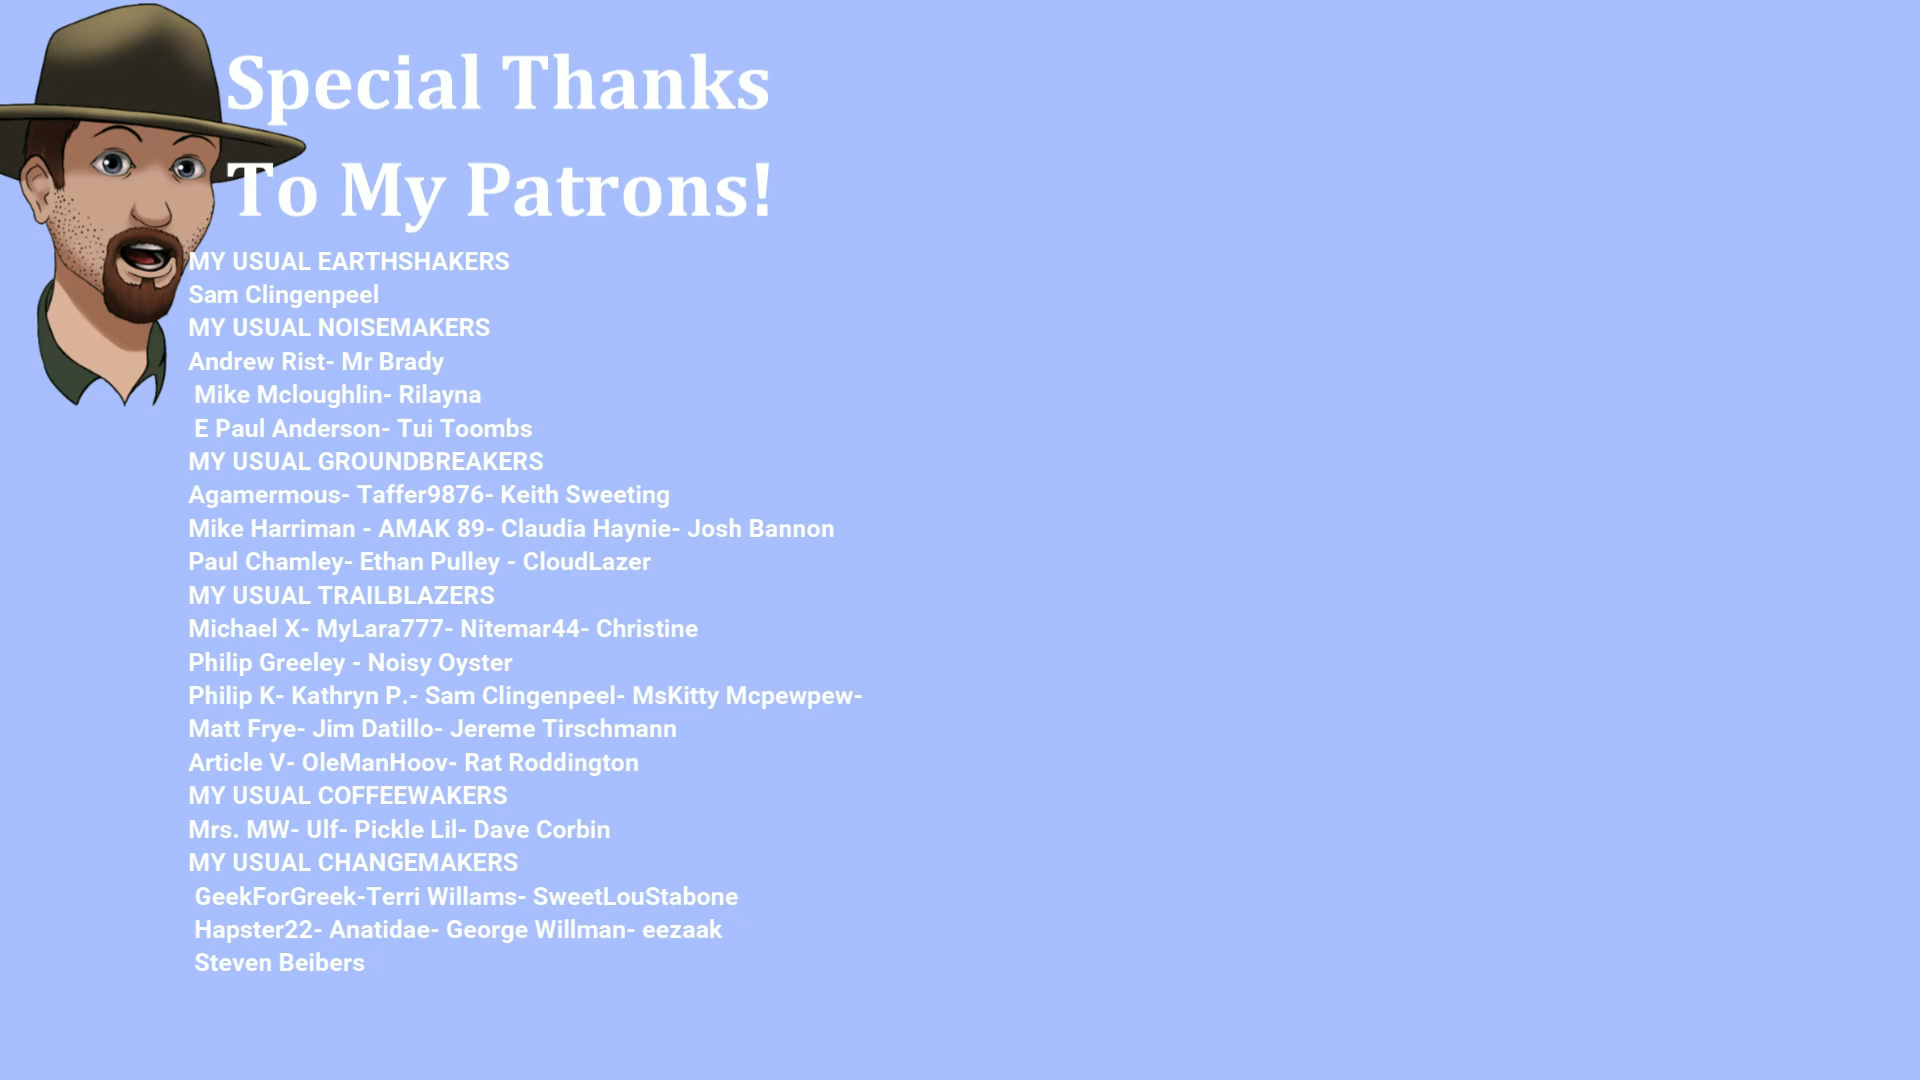 Special Thanks
To My Patrons!
MY USUAL EARTHSHAKERS
Sam Clingenpeel
MY USUAL NOISEMAKERS
Andrew Rist- Mr Brady
Mike Mcloughlin- Rilayna
E Paul Anderson- Tui Toombs
MY USUAL GROUNDBREAKERS
Agamermous- Taffer9876- Keith Sweeting
Mike Harriman - AMAK 89- Claudia Haynie- Josh Bannon
Paul Chamley- Ethan Pulley - CloudLazer
MY USUAL TRAILBLAZERS
Michael X- MyLara777- Nitemar44- Christine
Philip Greeley - Noisy Oyster
Philip K- Kathryn P.- Sam Clingenpeel- MsKitty Mcpewpew-
Matt Frye- Jim Datillo- Jereme Tirschmann
Article V- OleManHoov- Rat Roddington
MY USUAL COFFEEWAKERS
Mrs. MW- Ulf- Pickle Lil- Dave Corbin
MY USUAL CHANGEMAKERS
GeekForGreek-Terri Willams- SweetLouStabone
Hapster22- Anatidae- George Willman- eezaak
Steven Beibers